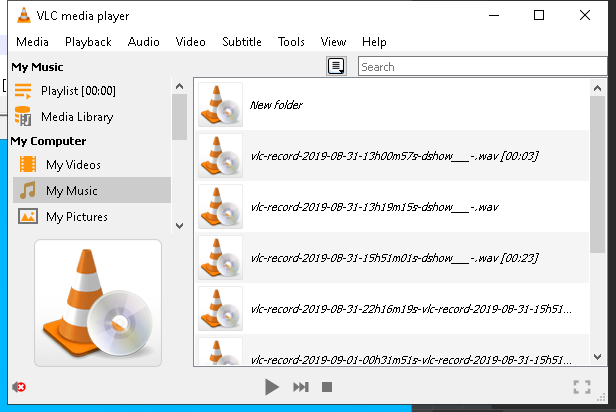 VLC media player
Media Playback Audio Video Subtitle Tools View Help
My Music
Search
Playlist [00:00]
Media Library
My Computer
My Videos
My Music
My Pictures
New folder
vlc-record-2019-08-31-13h00m57s-dshow___-.wav [00:03]
vlc-record-2019-08-31-13h19m15s-dshow___-.wav
vlc-record-2019-08-31-15h51m01s-dshow___-.wav [00:23]
vlc-record-2019-08-31-22h16m19s-vlc-record-2019-08-31-15h51...
vlc-record-2019-09-01-00h31m51s-vlc-record-2019-08-31-15h51...